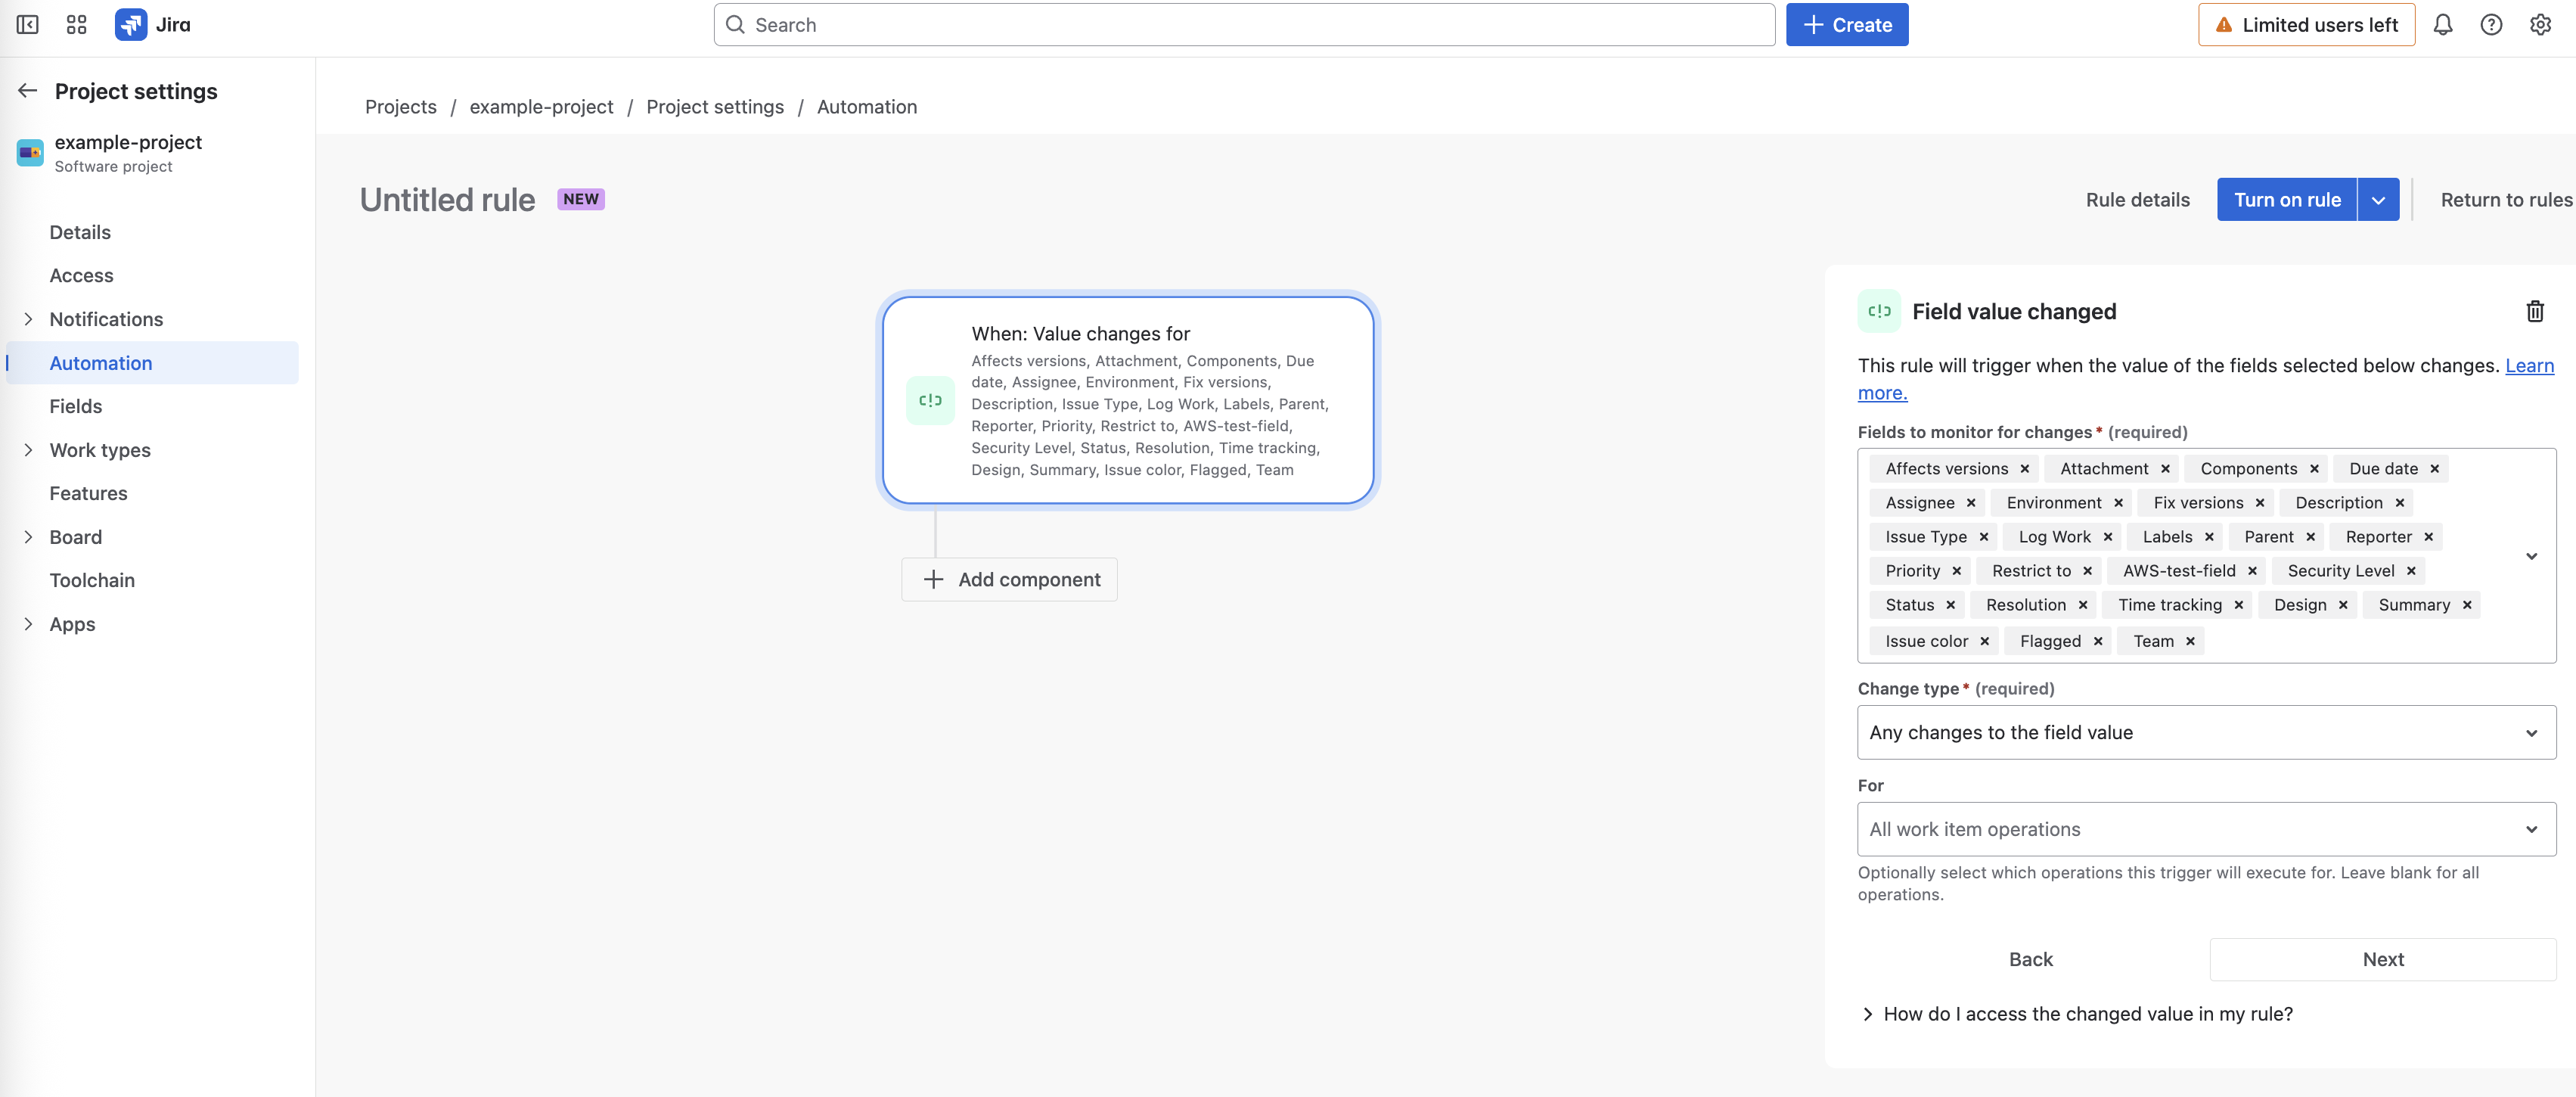 Jira
Search
Create
Limited users left
Project settings
example-project
Software project
Details
Access
Notifications
Automation
Fields
Work types
Features
Board
Toolchain
Apps
Projects / example-project / Project settings / Automation
Untitled rule NEW
Rule details
Turn on rule
Return to rules
When: Value changes for
Affects versions, Attachment, Components, Due
date, Assignee, Environment, Fix versions,
Description, Issue Type, Log Work, Labels, Parent,
Reporter, Priority, Restrict to, AWS-test-field,
Security Level, Status, Resolution, Time tracking,
Design, Summary, Issue color, Flagged, Team
Add component
Field value changed
This rule will trigger when the value of the fields selected below changes. Learn
more.
Fields to monitor for changes* (required)
Affects versions Attachment Components Due date
Assignee Environment Fix versions Description
Issue Type Log Work Labels Parent Reporter
Priority Restrict to AWS-test-field Security Level
Status Resolution Time tracking Design Summary
Issue color Flagged Team
Change type* (required)
Any changes to the field value
For
All work item operations
Optionally select which operations this trigger will execute for. Leave blank for all
operations.
Back
Next
How do I access the changed value in my rule?